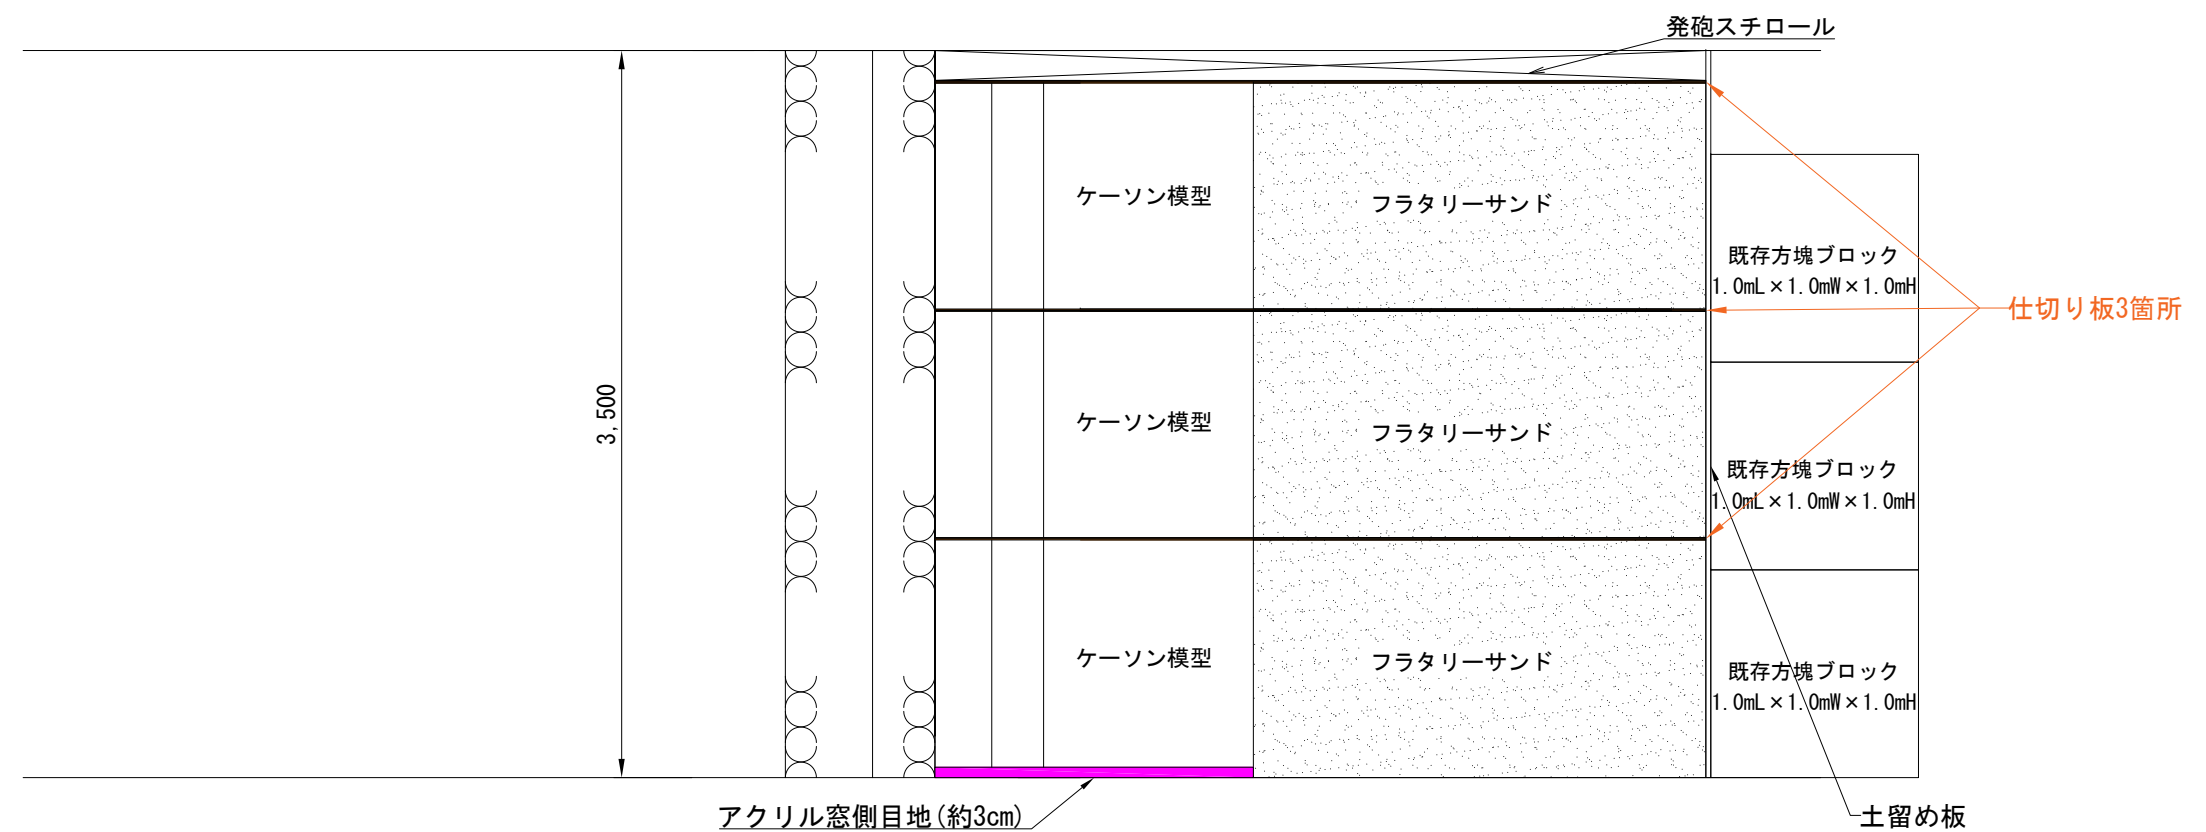 発砲スチロール
ケーソン模型
フラタリーサンド
既存方塊ブロック
1.0mL×1.0mW×1.0mH
仕切り板3箇所
3,500
ケーソン模型
フラタリーサンド
既存方塊ブロック
1.0mL×1.0mW×1.0mH
ケーソン模型
フラタリーサンド
既存方塊ブロック
1.0mL×1.0mW×1.0mH
アクリル窓側目地(約3cm)
土留め板